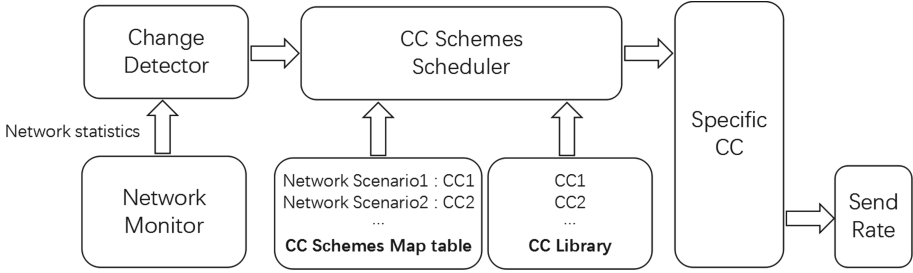 Change
Detector
CC Schemes
Scheduler
Specific
CC
Network statistics
Network
Monitor
Network Scenario1 : CC1
Network Scenario2 : CC2
...
CC Schemes Map table
CC1
CC2
...
CC Library
Send
Rate